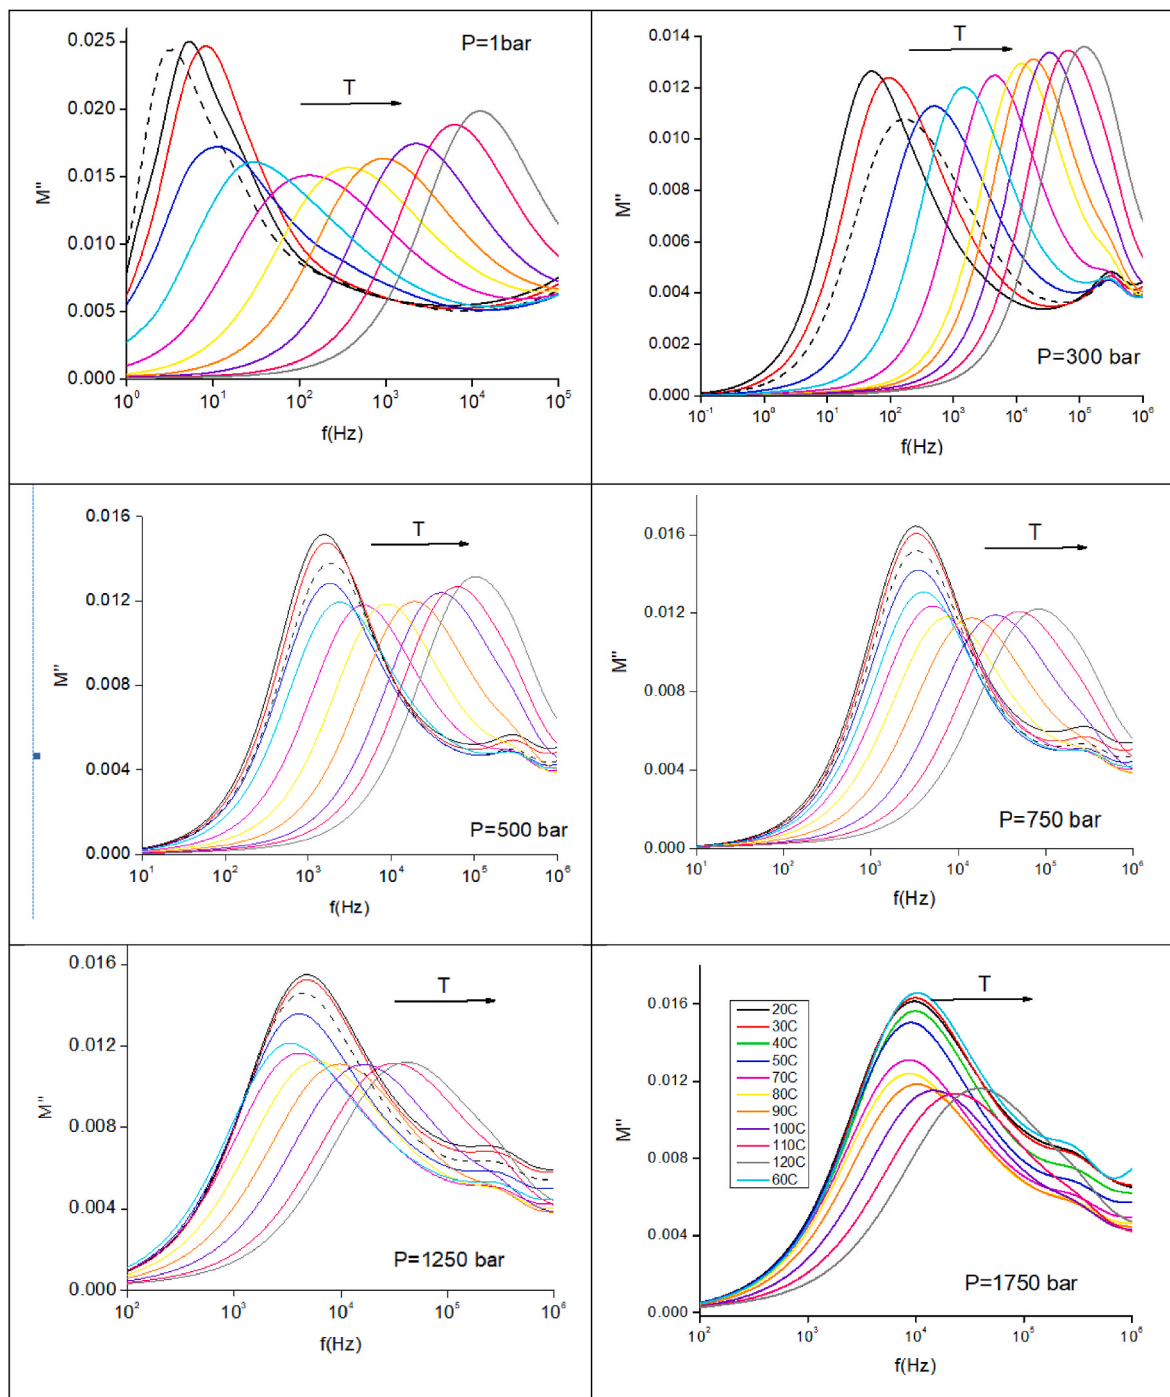 P=1bar
T
M''
0.025
0.020
0.015
0.010
0.005
0.000
10⁰ 10¹ 10² 10³ 10⁴ 10⁵
f(Hz)
P=300 bar
T
M''
0.014
0.012
0.010
0.008
0.006
0.004
0.002
0.000
10⁻¹ 10⁰ 10¹ 10² 10³ 10⁴ 10⁵ 10⁶
f(Hz)
T
M''
0.016
0.012
0.008
0.004
0.000
P=500 bar
10¹ 10² 10³ 10⁴ 10⁵ 10⁶
f(Hz)
T
M''
0.016
0.012
0.008
0.004
0.000
P=750 bar
10¹ 10² 10³ 10⁴ 10⁵ 10⁶
f(Hz)
T
M''
0.016
0.012
0.008
0.004
0.000
P=1250 bar
10² 10³ 10⁴ 10⁵ 10⁶
f(Hz)
T
M''
0.016
0.012
0.008
0.004
0.000
20C
30C
40C
50C
70C
80C
90C
100C
110C
120C
60C
P=1750 bar
10² 10³ 10⁴ 10⁵ 10⁶
f(Hz)